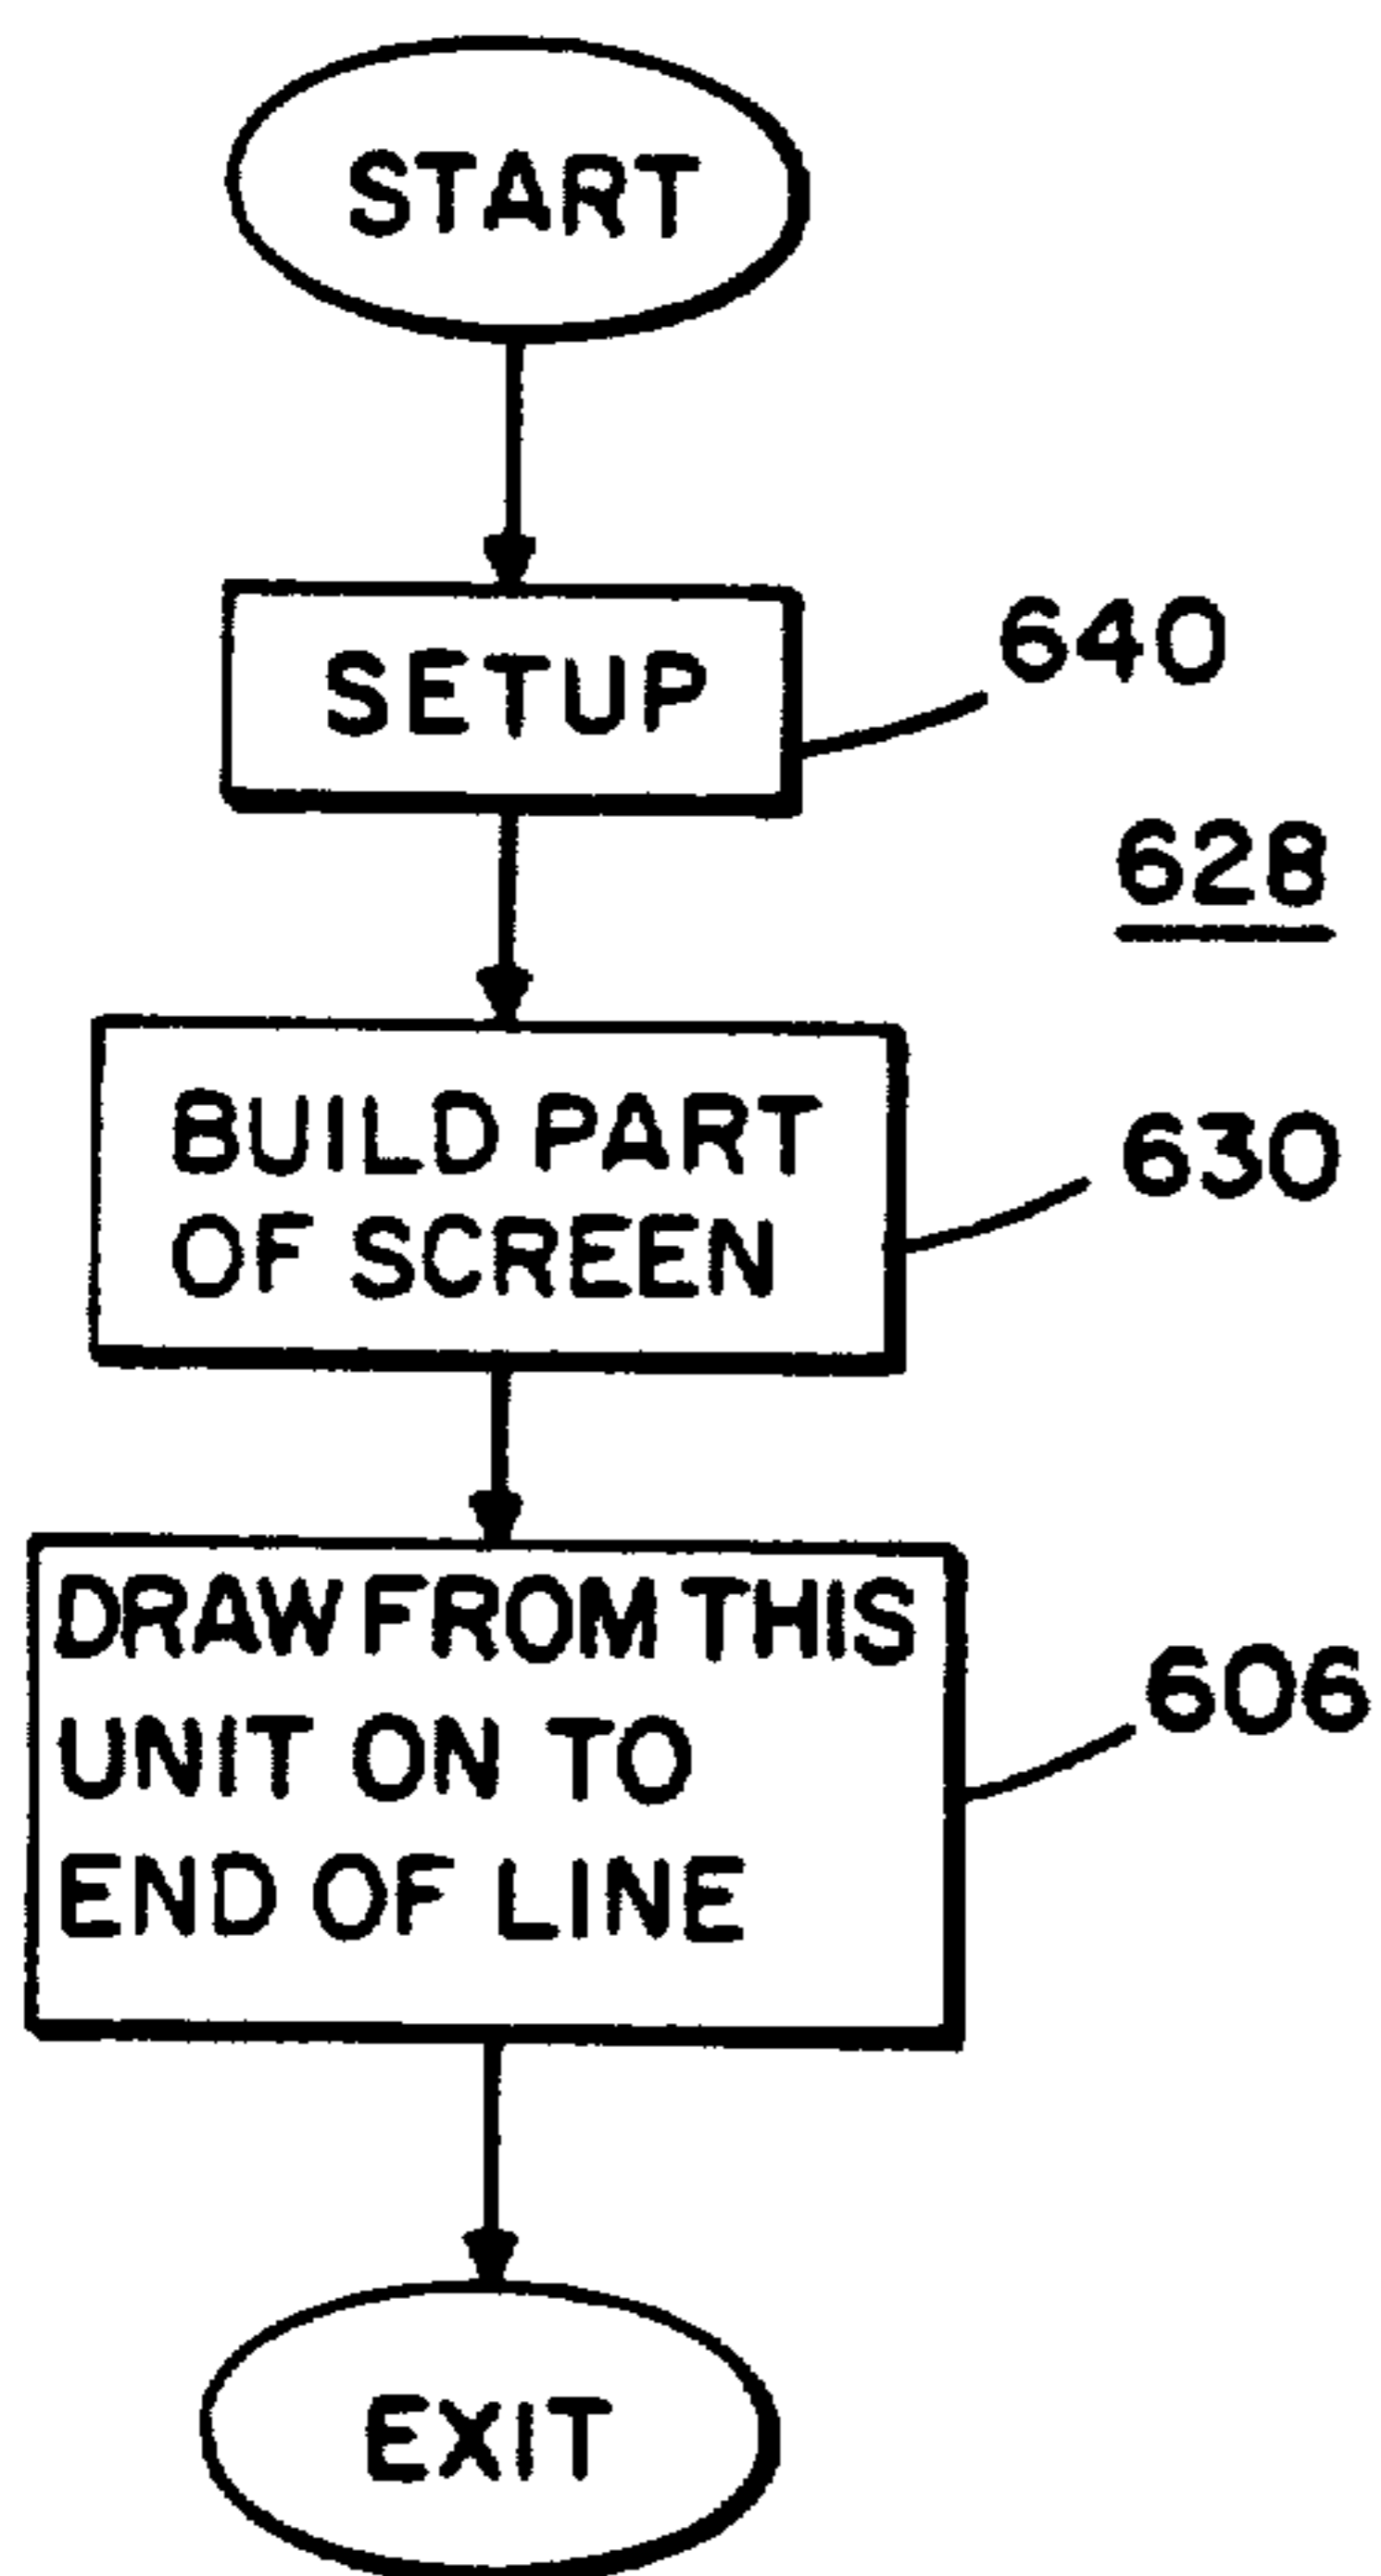 START
SETUP
640
628
BUILD PART
OF SCREEN
630
DRAW FROM THIS
UNIT ON TO
END OF LINE
606
EXIT